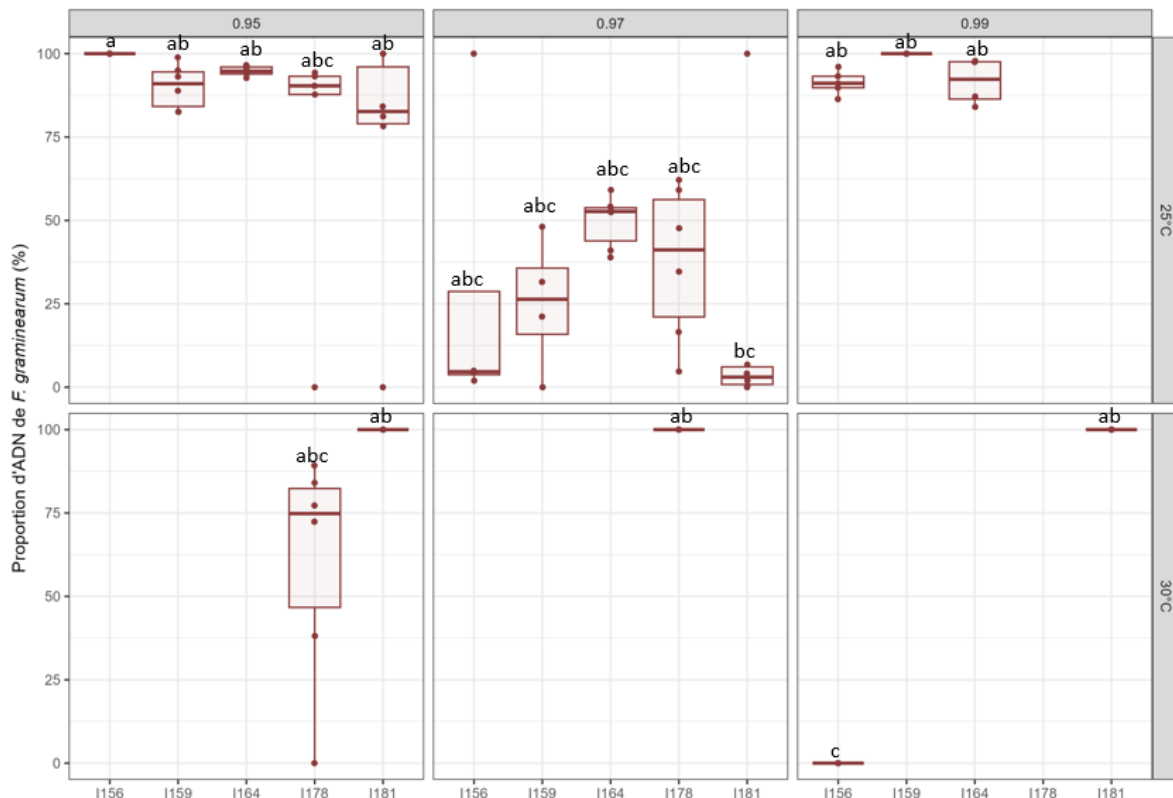 0.95 0.97 0.99
100 a ab ab abc ab ab ab ab
75 abc abc
50 abc
25 abc
bc
0
25°C
Proportion d'ADN de F. graminearum (%)
100 ab ab ab
abc
75
50
25
0 c
30°C
I156 I159 I164 I178 I181 I156 I159 I164 I178 I181 I156 I159 I164 I178 I181